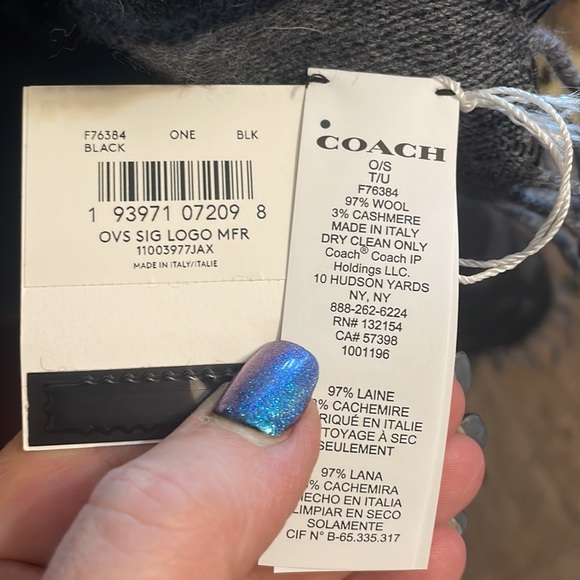 F76384 ONE BLK
BLACK
1 93971 07209 8
OVS SIG LOGO MFR
11003977JAX
MADE IN ITALY/ITALIE
COACH
O/S
T/U
F76384
97% WOOL
3% CASHMERE
MADE IN ITALY
DRY CLEAN ONLY
Coach® Coach IP
Holdings LLC.
10 HUDSON YARDS
NY, NY
888-262-6224
RN# 132154
CA# 57398
1001196
97% LAINE
% CACHEMIRE
RIQUÉ EN ITALIE
TTOYAGE À SEC
SEULEMENT
97% LANA
% CACHEMIRA
HECHO EN ITALIA
LIMPIAR EN SECO
SOLAMENTE
CIF N° B-65.335.317